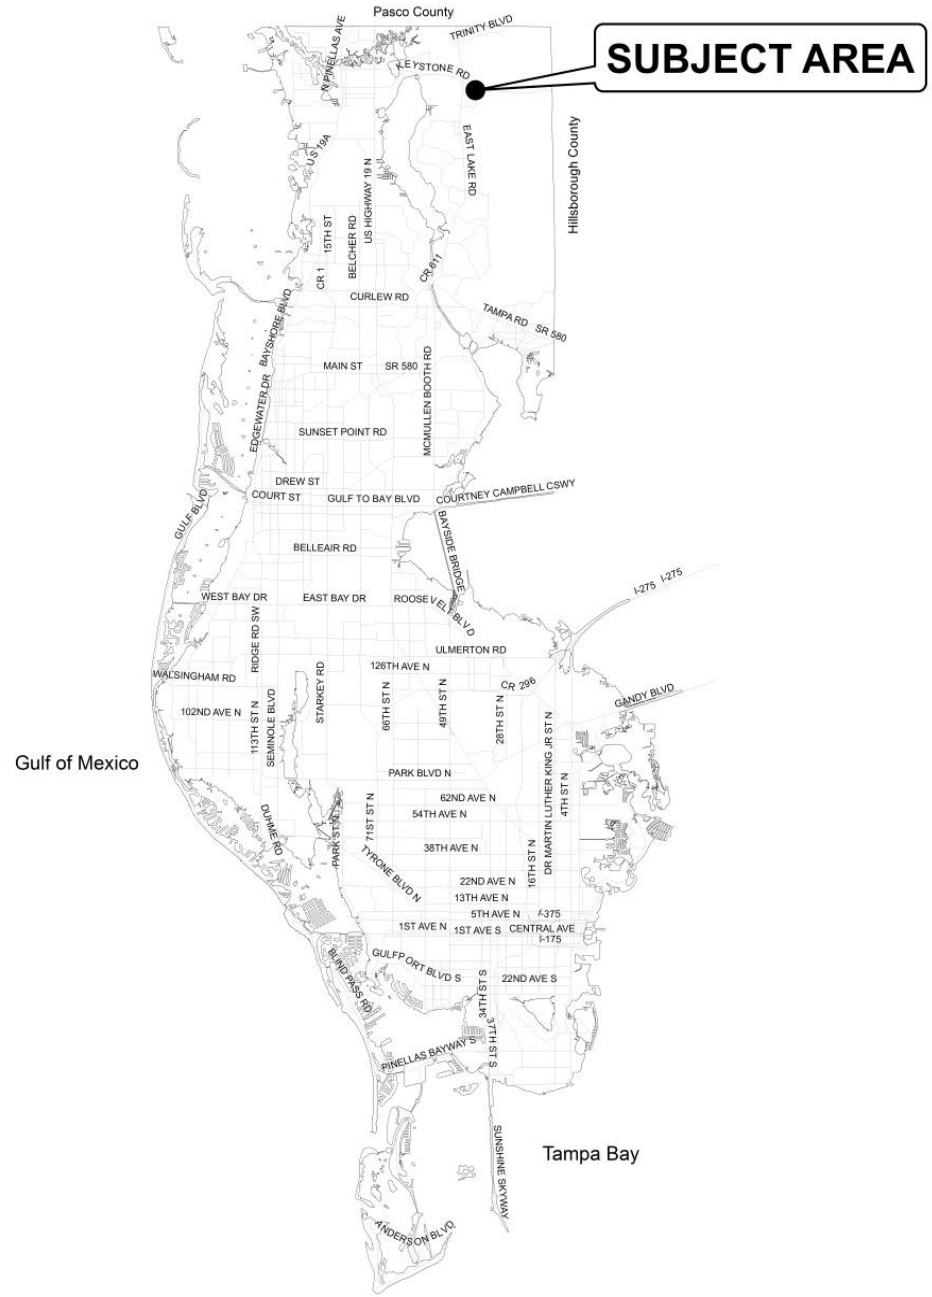 Pasco County
TRINITY BLVD
SUBJECT AREA
N PINELLAS AVE
KEYSTONE RD
US 19A
EAST LAKE RD
Hillsborough County
US HIGHWAY 19 N
15TH ST
BELCHER RD
CR 1
CR 611
CURLEW RD
BAYSHORE BLVD
TAMPA RD
SR 580
MAIN ST
SR 580
MCMULLEN BOOTH RD
EDGEWATER DR
SUNSET POINT RD
DREW ST
COURT ST
GULF TO BAY BLVD
COURTNEY CAMPBELL CSWY
GULF BLVD
BAYSIDE BRIDGE
BELLEAIR RD
I-275
I-275
WEST BAY DR
EAST BAY DR
ROOSEVELT BLVD
RIDGE RD SW
ULMERTON RD
126TH AVE N
WALSINGHAM RD
STARKEY RD
CR 296
GANDY BLVD
102ND AVE N
113TH ST N
SEMINOLE BLVD
66TH ST N
49TH ST N
28TH ST N
DR MARTIN LUTHER KING JR ST N
4TH ST N
Gulf of Mexico
PARK BLVD N
62ND AVE N
54TH AVE N
DUHME RD
PARK ST N
71ST ST N
38TH AVE N
16TH ST N
TYRONE BLVD N
22ND AVE N
13TH AVE N
5TH AVE N
I-375
1ST AVE N
1ST AVE S
CENTRAL AVE
I-175
GULFPORT BLVD S
BLIND PASS RD
34TH ST S
22ND AVE S
37TH ST S
PINELLAS BAYWAY S
SUNSHINE SKYWAY
Tampa Bay
ANDERSON BLVD